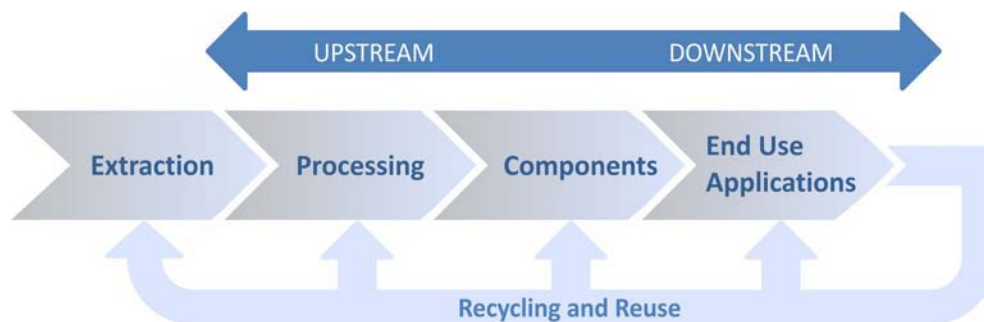 UPSTREAM DOWNSTREAM
Extraction Processing Components End Use
Applications
Recycling and Reuse